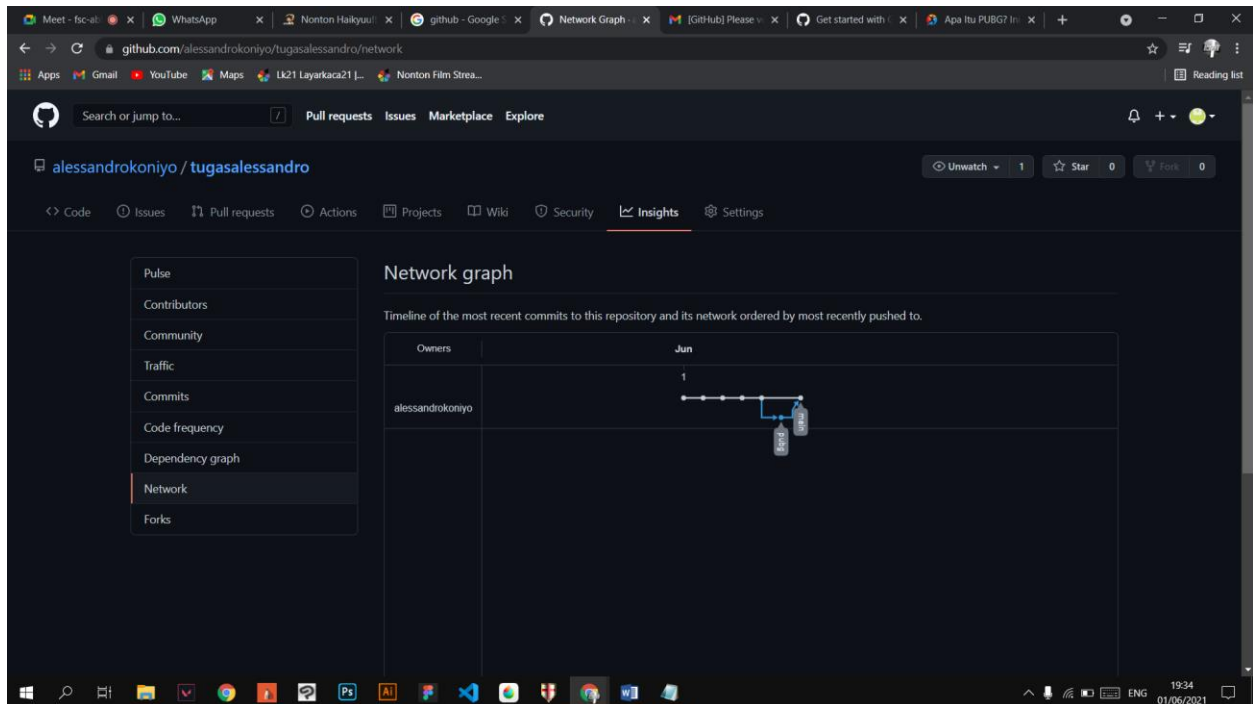 Meet - fsc-ab
WhatsApp
Nonton Haikyuu!!
github - Google S
Network Graph · a
[GitHub] Please v
Get started with G
Apa Itu PUBG? In
github.com/alessandrokoniyo/tugasalessandro/network
Apps Gmail YouTube Maps Lk21 Layarkaca21 |... Nonton Film Strea... Reading list
Search or jump to... / Pull requests Issues Marketplace Explore
alessandrokoniyo / tugasalessandro Unwatch 1 Star 0 Fork 0
Code Issues Pull requests Actions Projects Wiki Security Insights Settings
Pulse
Contributors
Community
Traffic
Commits
Code frequency
Dependency graph
Network
Forks
Network graph
Timeline of the most recent commits to this repository and its network ordered by most recently pushed to.
Owners Jun
1
alessandrokoniyo
main
pubg
Ps Ai ENG 19:34
01/06/2021